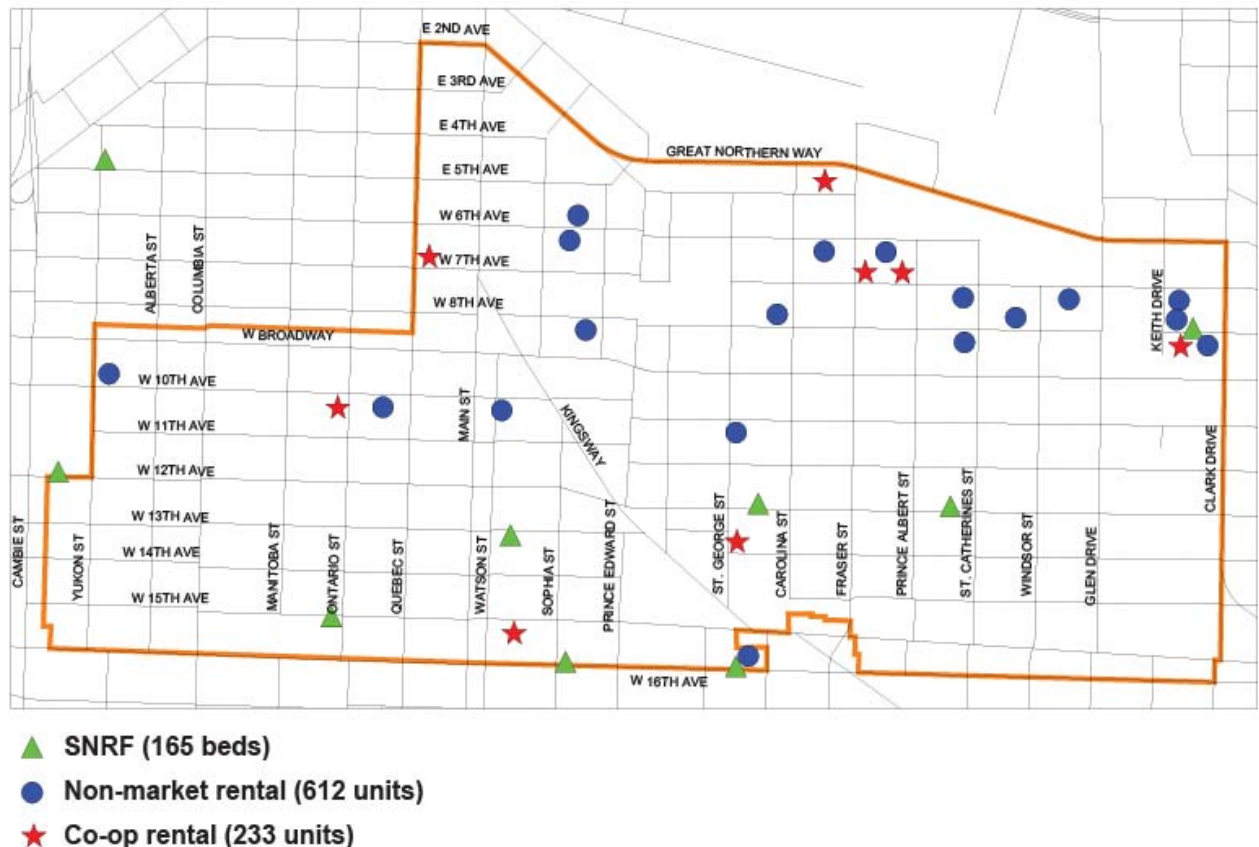 E 2ND AVE
E 3RD AVE
E 4TH AVE
GREAT NORTHERN WAY
E 5TH AVE
W 6TH AVE
ALBERTA ST
COLUMBIA ST
W 7TH AVE
W 8TH AVE
KEITH DRIVE
W BROADWAY
W 10TH AVE
MAIN ST
W 11TH AVE
KINGSWAY
CLARK DRIVE
W 12TH AVE
W 13TH AVE
CAMBIE ST
YUKON ST
W 14TH AVE
MANITOBA ST
ONTARIO ST
QUEBEC ST
WATSON ST
SOPHIA ST
PRINCE EDWARD ST
ST. GEORGE ST
CAROLINA ST
FRASER ST
PRINCE ALBERT ST
ST. CATHERINES ST
WINDSOR ST
GLEN DRIVE
W 15TH AVE
W 16TH AVE
SNRF (165 beds)
Non-market rental (612 units)
Co-op rental (233 units)